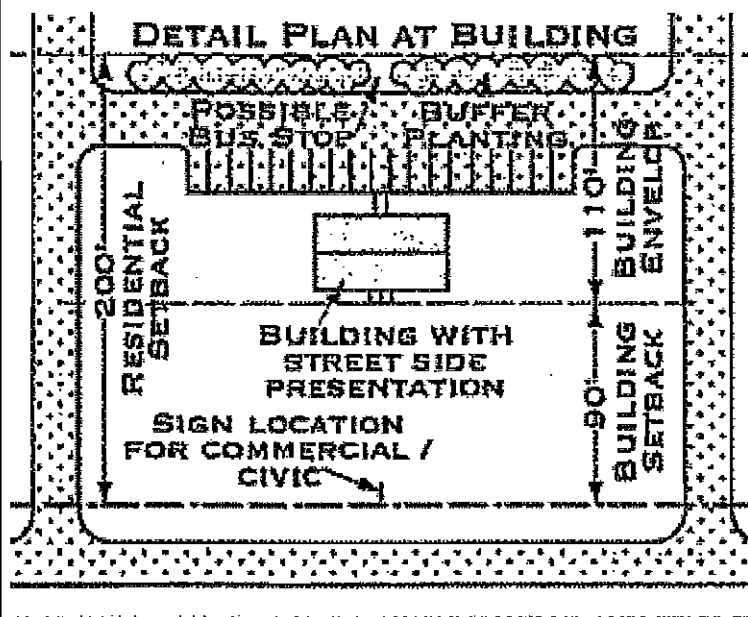 DETAIL PLAN AT BUILDING
POSSIBLE
BUS STOP
BUFFER
PLANTING
200'
RESIDENTIAL
SETBACK
110'
BUILDING
ENVELOP
BUILDING WITH
STREET SIDE
PRESENTATION
90'
BUILDING
SETBACK
SIGN LOCATION
FOR COMMERCIAL /
CIVIC